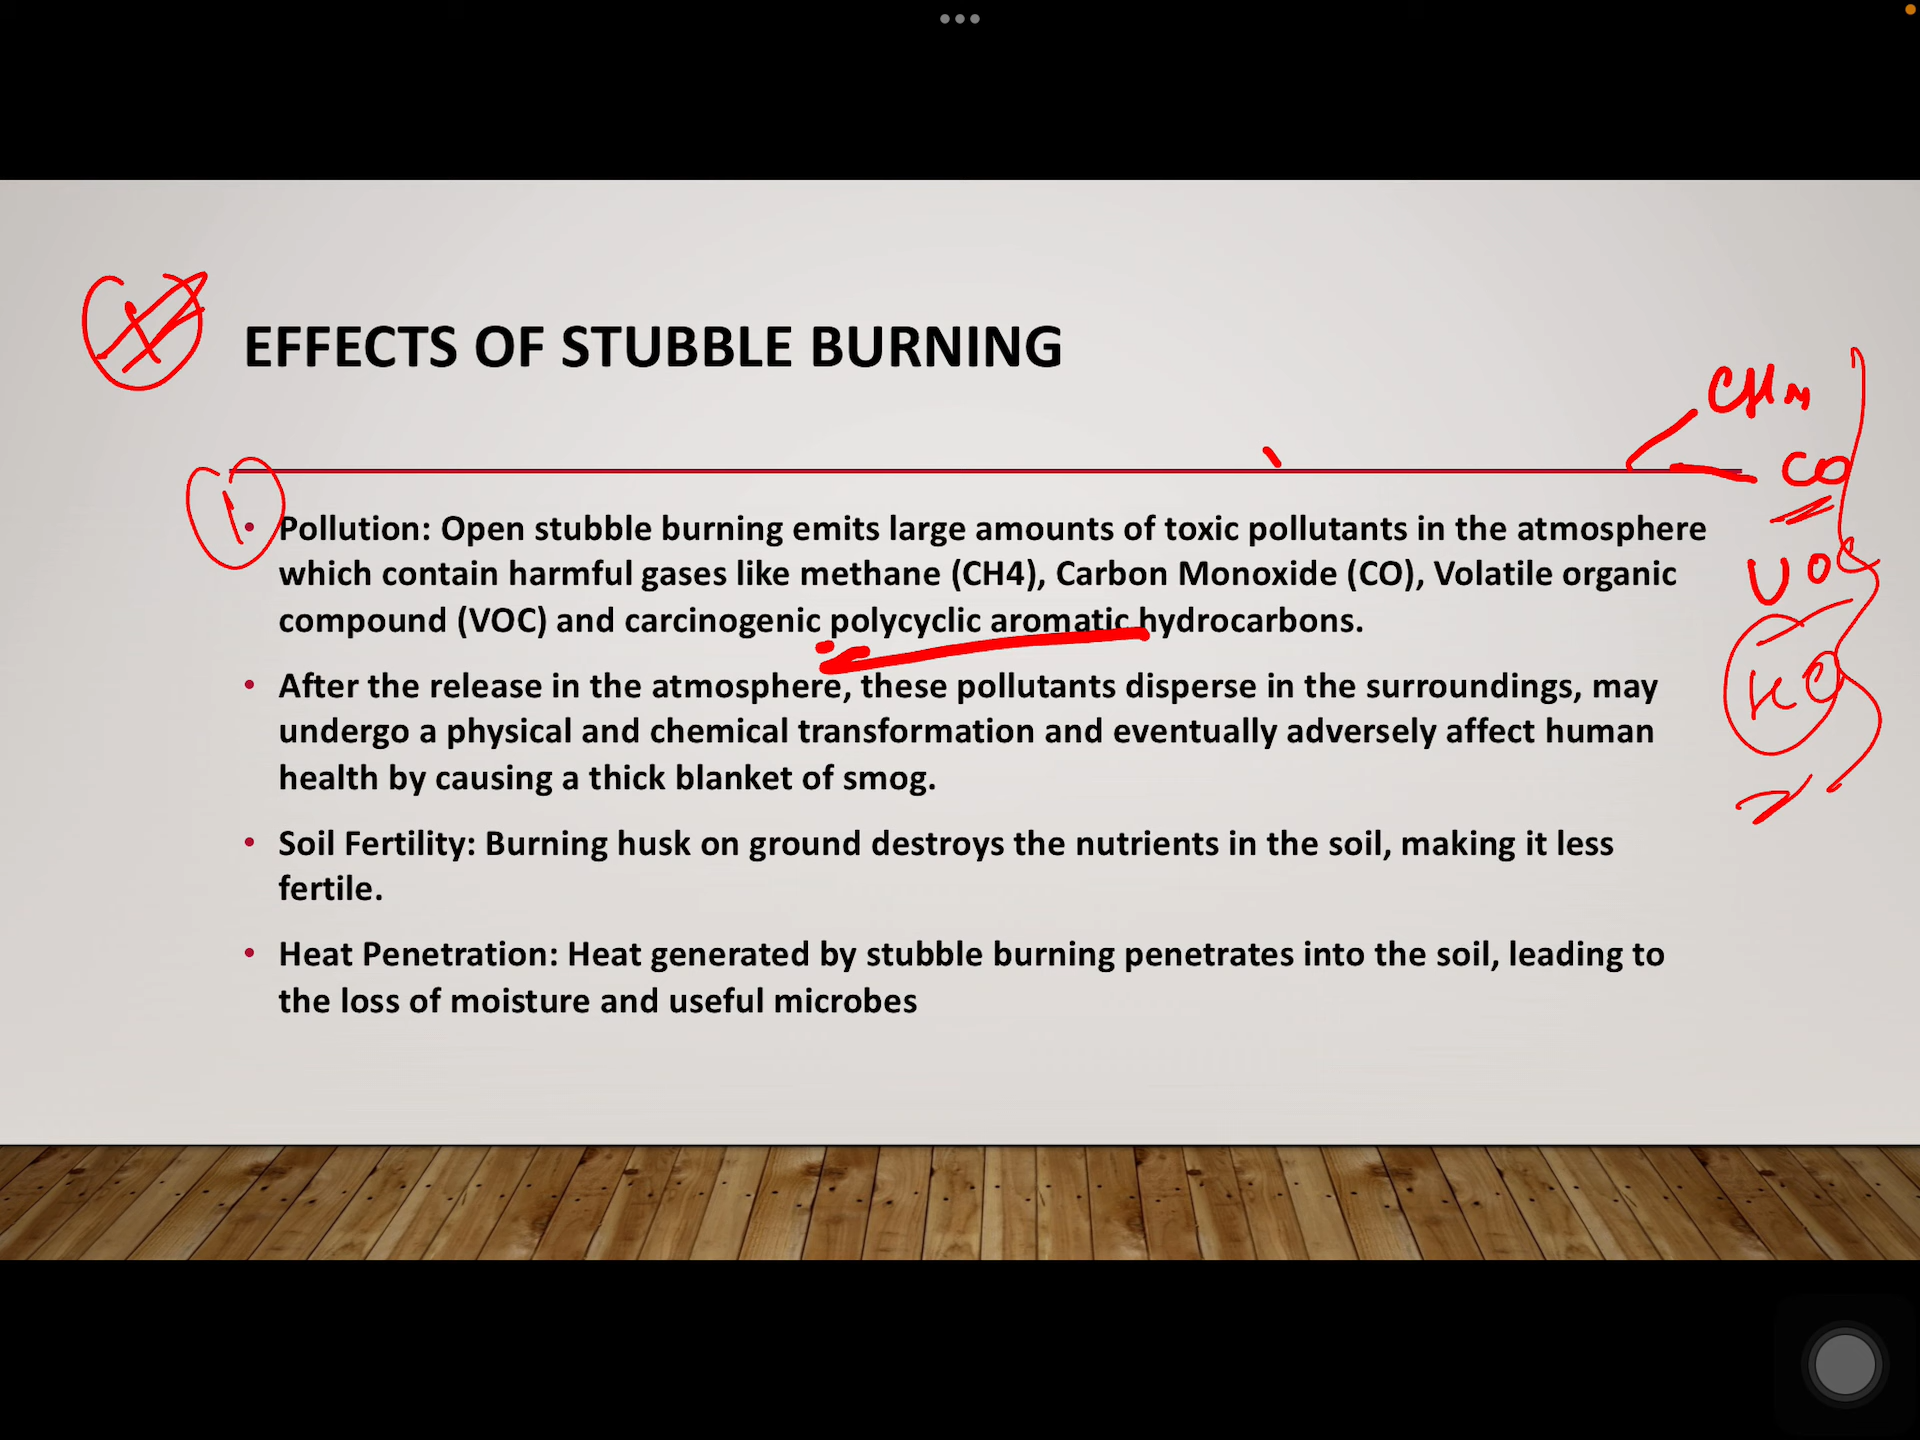 EFFECTS OF STUBBLE BURNING
CH4
CO
1
• Pollution: Open stubble burning emits large amounts of toxic pollutants in the atmosphere
which contain harmful gases like methane (CH4), Carbon Monoxide (CO), Volatile organic
VOC
compound (VOC) and carcinogenic polycyclic aromatic hydrocarbons.
HC
• After the release in the atmosphere, these pollutants disperse in the surroundings, may
undergo a physical and chemical transformation and eventually adversely affect human
health by causing a thick blanket of smog.
• Soil Fertility: Burning husk on ground destroys the nutrients in the soil, making it less
fertile.
• Heat Penetration: Heat generated by stubble burning penetrates into the soil, leading to
the loss of moisture and useful microbes